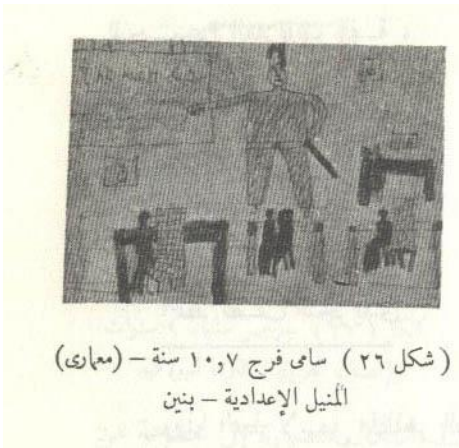 ( شكل ٢٦ ) سامى فرج ١٠,٧ سنة – (معمارى)
المنيل الإعدادية – بنين